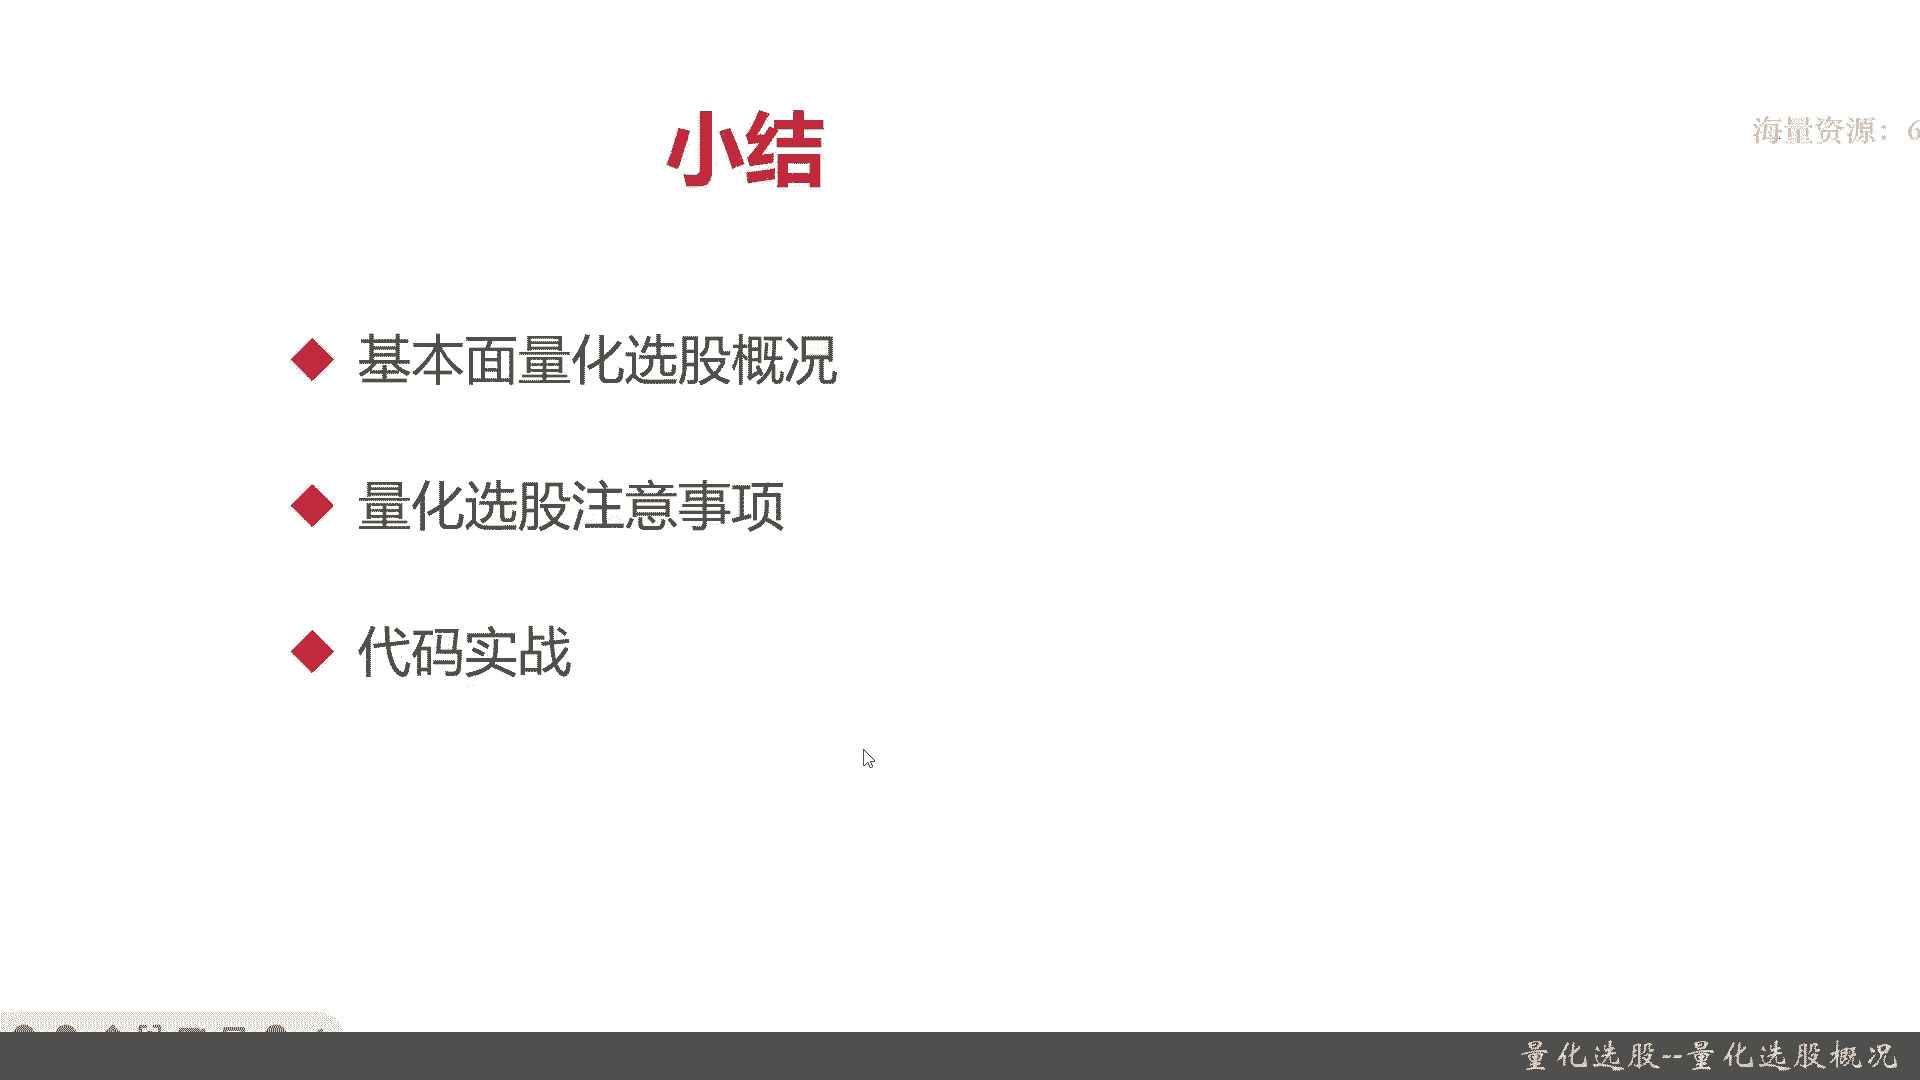 小结
海量资源：6
基本面量化选股概况
量化选股注意事项
代码实战
量化选股--量化选股概况